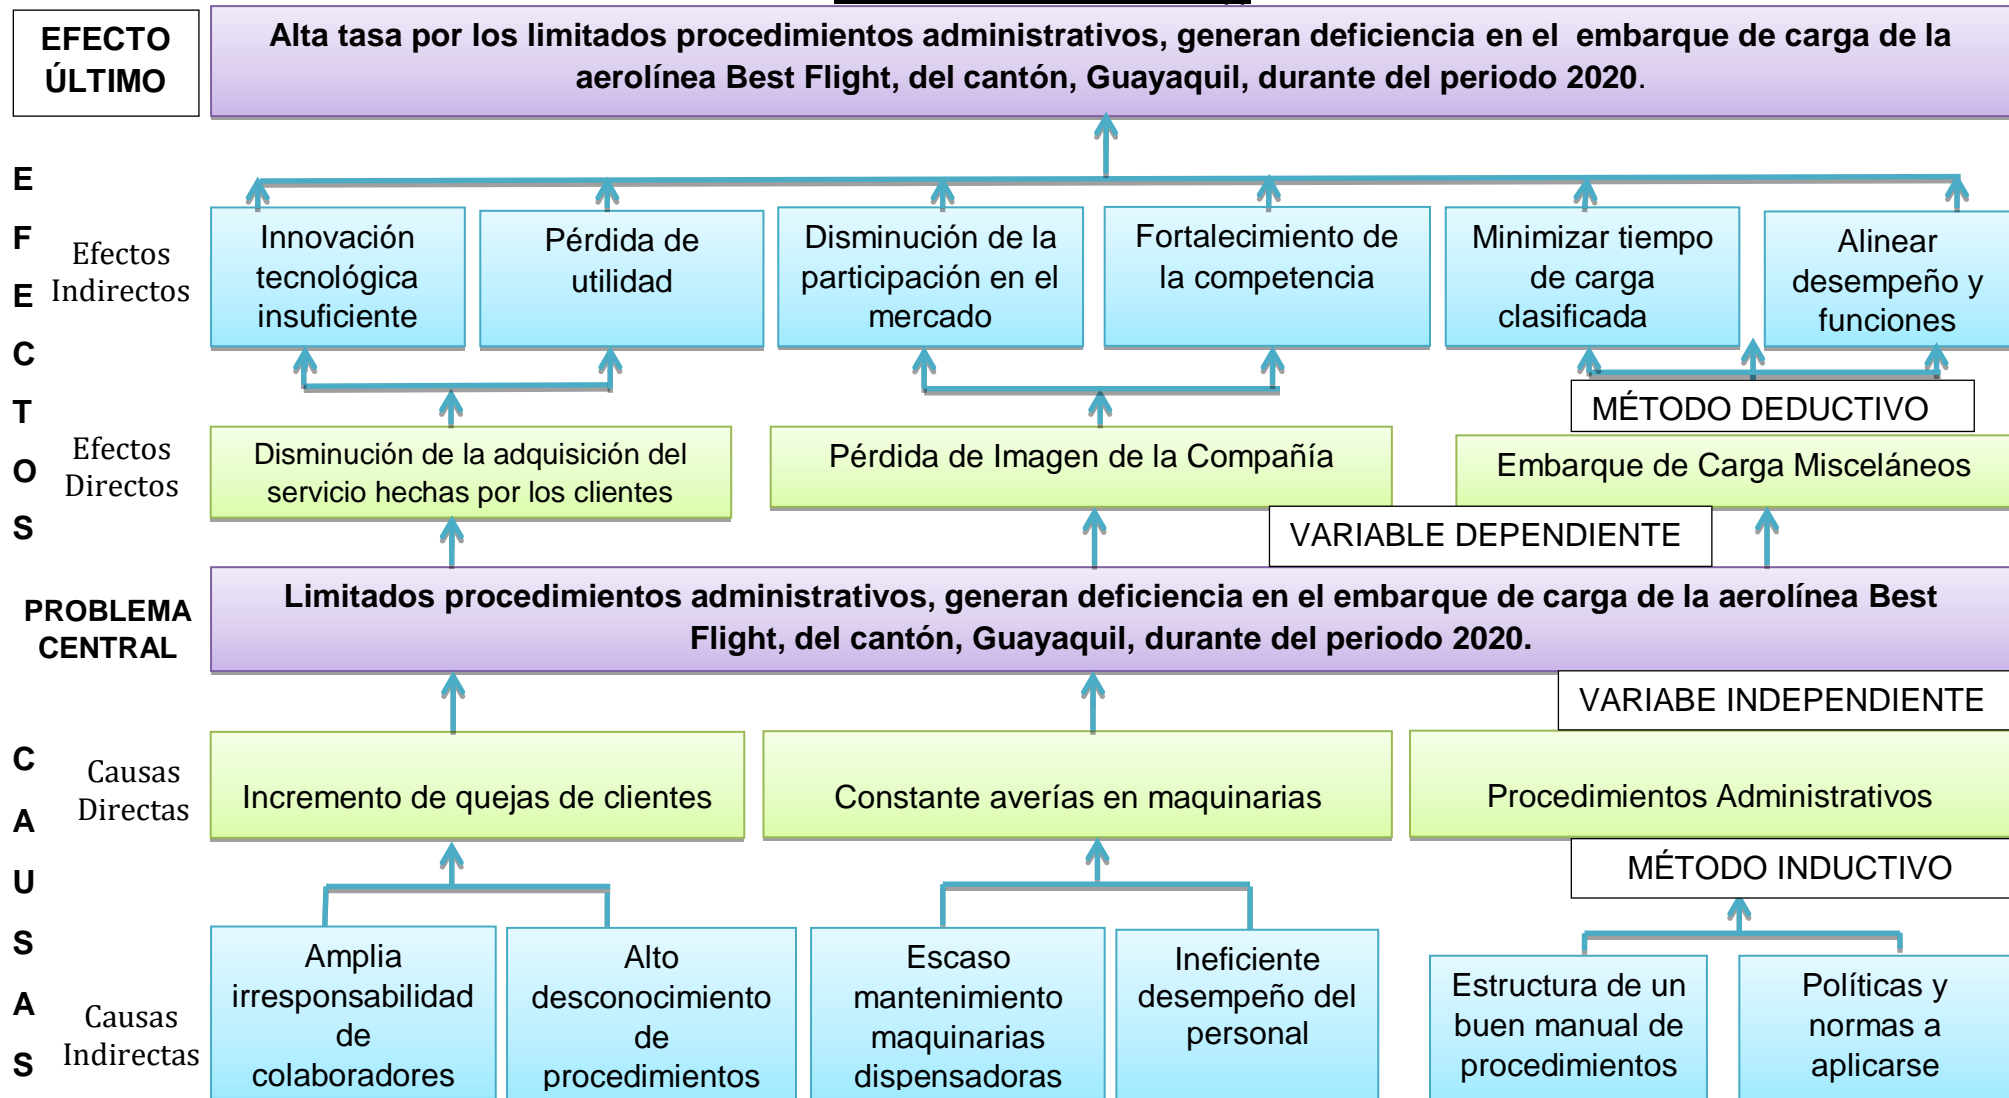 EFECTO
ÚLTIMO
Alta tasa por los limitados procedimientos administrativos, generan deficiencia en el  embarque de carga de la
aerolínea Best Flight, del cantón, Guayaquil, durante del periodo 2020.
E
F
E
C
T
O
S
Efectos
Indirectos
Innovación
tecnológica
insuficiente
Pérdida de
utilidad
Disminución de la
participación en el
mercado
Fortalecimiento de
la competencia
Minimizar tiempo
de carga
clasificada
Alinear
desempeño y
funciones
MÉTODO DEDUCTIVO
Efectos
Directos
Disminución de la adquisición del
servicio hechas por los clientes
Pérdida de Imagen de la Compañía
Embarque de Carga Misceláneos
VARIABLE DEPENDIENTE
PROBLEMA
CENTRAL
Limitados procedimientos administrativos, generan deficiencia en el embarque de carga de la aerolínea Best
Flight, del cantón, Guayaquil, durante del periodo 2020.
VARIABE INDEPENDIENTE
C
A
U
S
A
S
Causas
Directas
Incremento de quejas de clientes
Constante averías en maquinarias
Procedimientos Administrativos
MÉTODO INDUCTIVO
Causas
Indirectas
Amplia
irresponsabilidad
de
colaboradores
Alto
desconocimiento
de
procedimientos
Escaso
mantenimiento
maquinarias
dispensadoras
Ineficiente
desempeño del
personal
Estructura de un
buen manual de
procedimientos
Políticas y
normas a
aplicarse